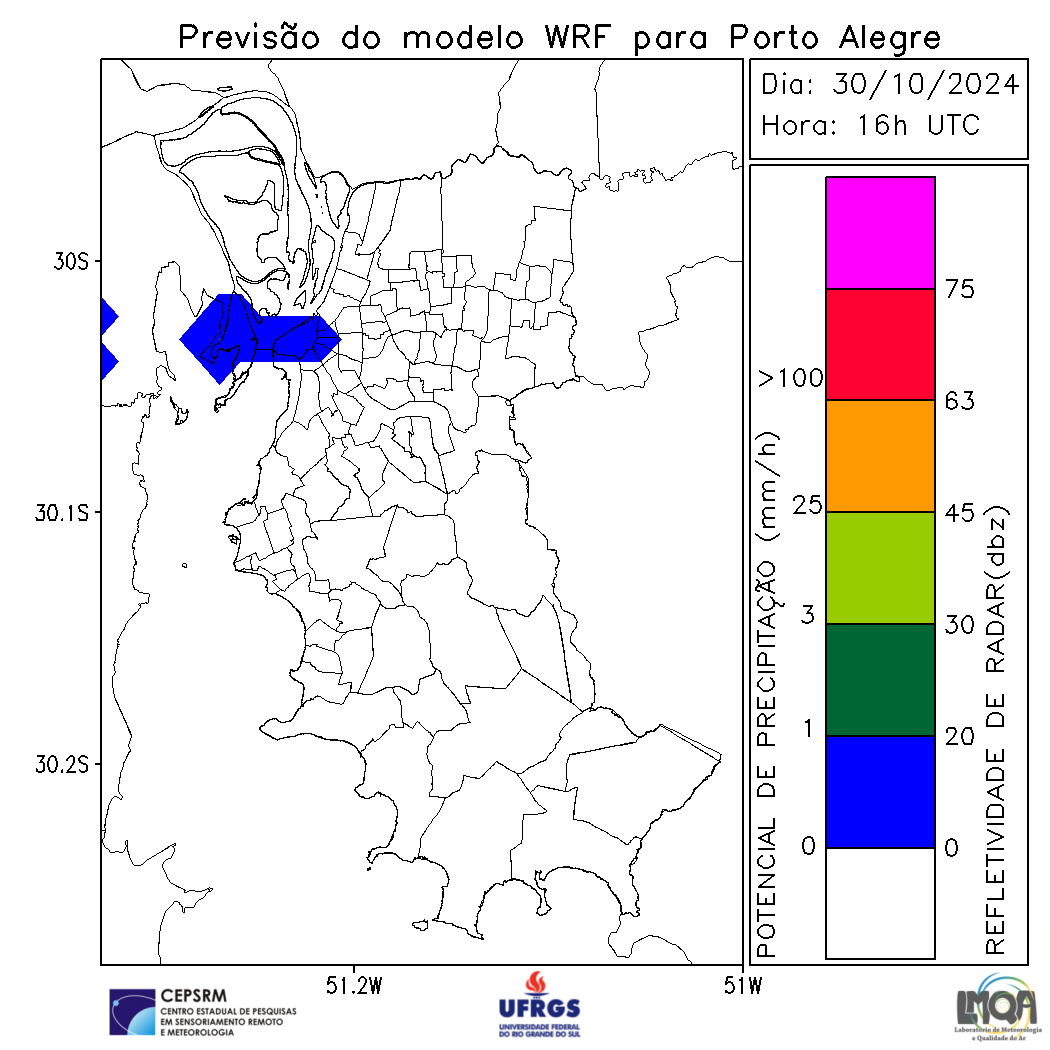 Previsão do modelo WRF para Porto Alegre
Dia: 30/10/2024
Hora: 16h UTC
30S
30.1S
30.2S
51.2W
51W
POTENCIAL DE PRECIPITAÇÃO (mm/h)
>100
25
3
1
0
75
63
45
30
20
0
REFLETIVIDADE DE RADAR(dbz)
CEPSRM
CENTRO ESTADUAL DE PESQUISAS
EM SENSORIAMENTO REMOTO
E METEOROLOGIA
UFRGS
UNIVERSIDADE FEDERAL
DO RIO GRANDE DO SUL
LMQA
Laboratório de Meteorologia
e Qualidade do Ar